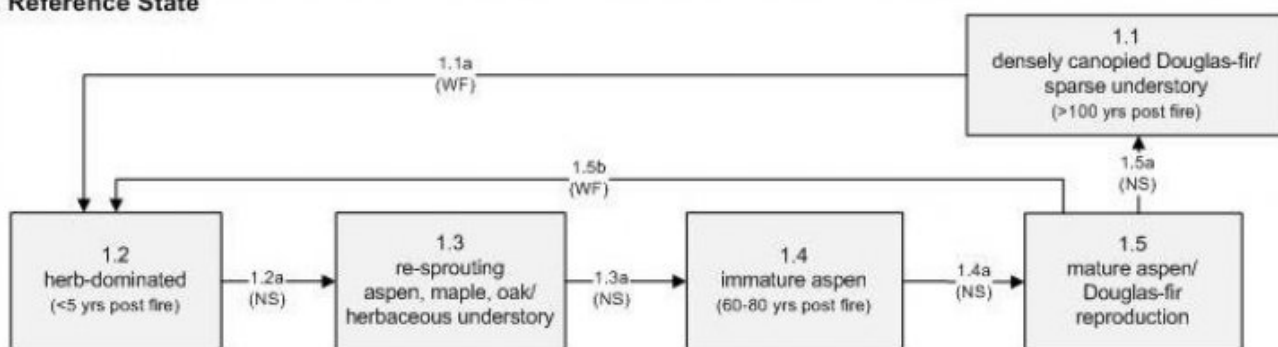 Reference State
1.1
densely canopied Douglas-fir/
sparse understory
(>100 yrs post fire)
1.1a
(WF)
1.5a
(NS)
1.5b
(WF)
1.2
herb-dominated
(<5 yrs post fire)
1.2a
(NS)
1.3
re-sprouting
aspen, maple, oak/
herbaceous understory
1.3a
(NS)
1.4
immature aspen
(60-80 yrs post fire)
1.4a
(NS)
1.5
mature aspen/
Douglas-fir
reproduction